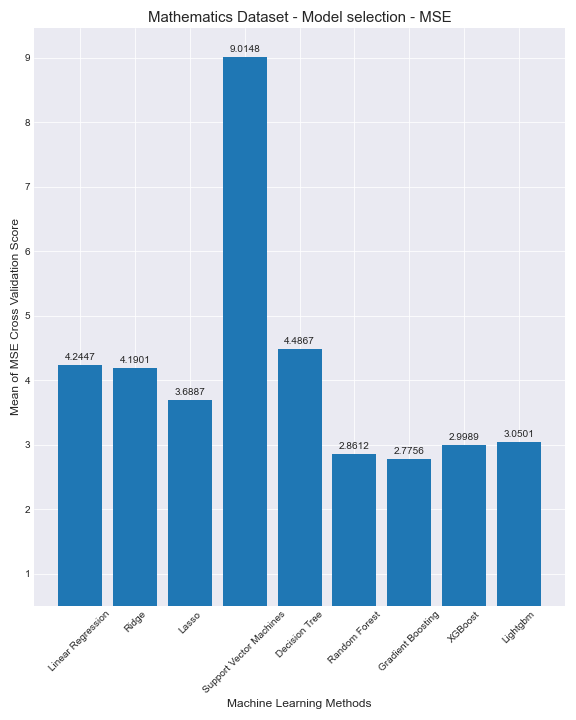 Mathematics Dataset - Model selection - MSE
Mean of MSE Cross Validation Score
9
8
7
6
5
4
3
2
1
4.2447
4.1901
3.6887
9.0148
4.4867
2.8612
2.7756
2.9989
3.0501
Linear Regression
Ridge
Lasso
Support Vector Machines
Decision Tree
Random Forest
Gradient Boosting
XGBoost
Lightgbm
Machine Learning Methods